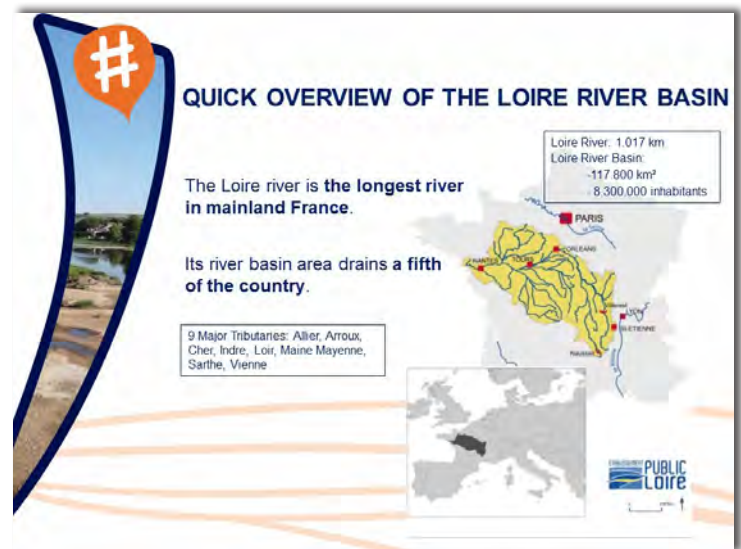 #
QUICK OVERVIEW OF THE LOIRE RIVER BASIN
Loire River: 1.017 km
Loire River Basin:
-117.800 km²
- 8.300.000 inhabitants
The Loire river is the longest river
in mainland France.
Its river basin area drains a fifth
of the country.
9 Major Tributaries: Allier, Arroux,
Cher, Indre, Loir, Maine Mayenne,
Sarthe, Vienne
PARIS
ORLEANS
NANTES
TOURS
LYON
ST-ETIENNE
PUBLIC
LOIRE